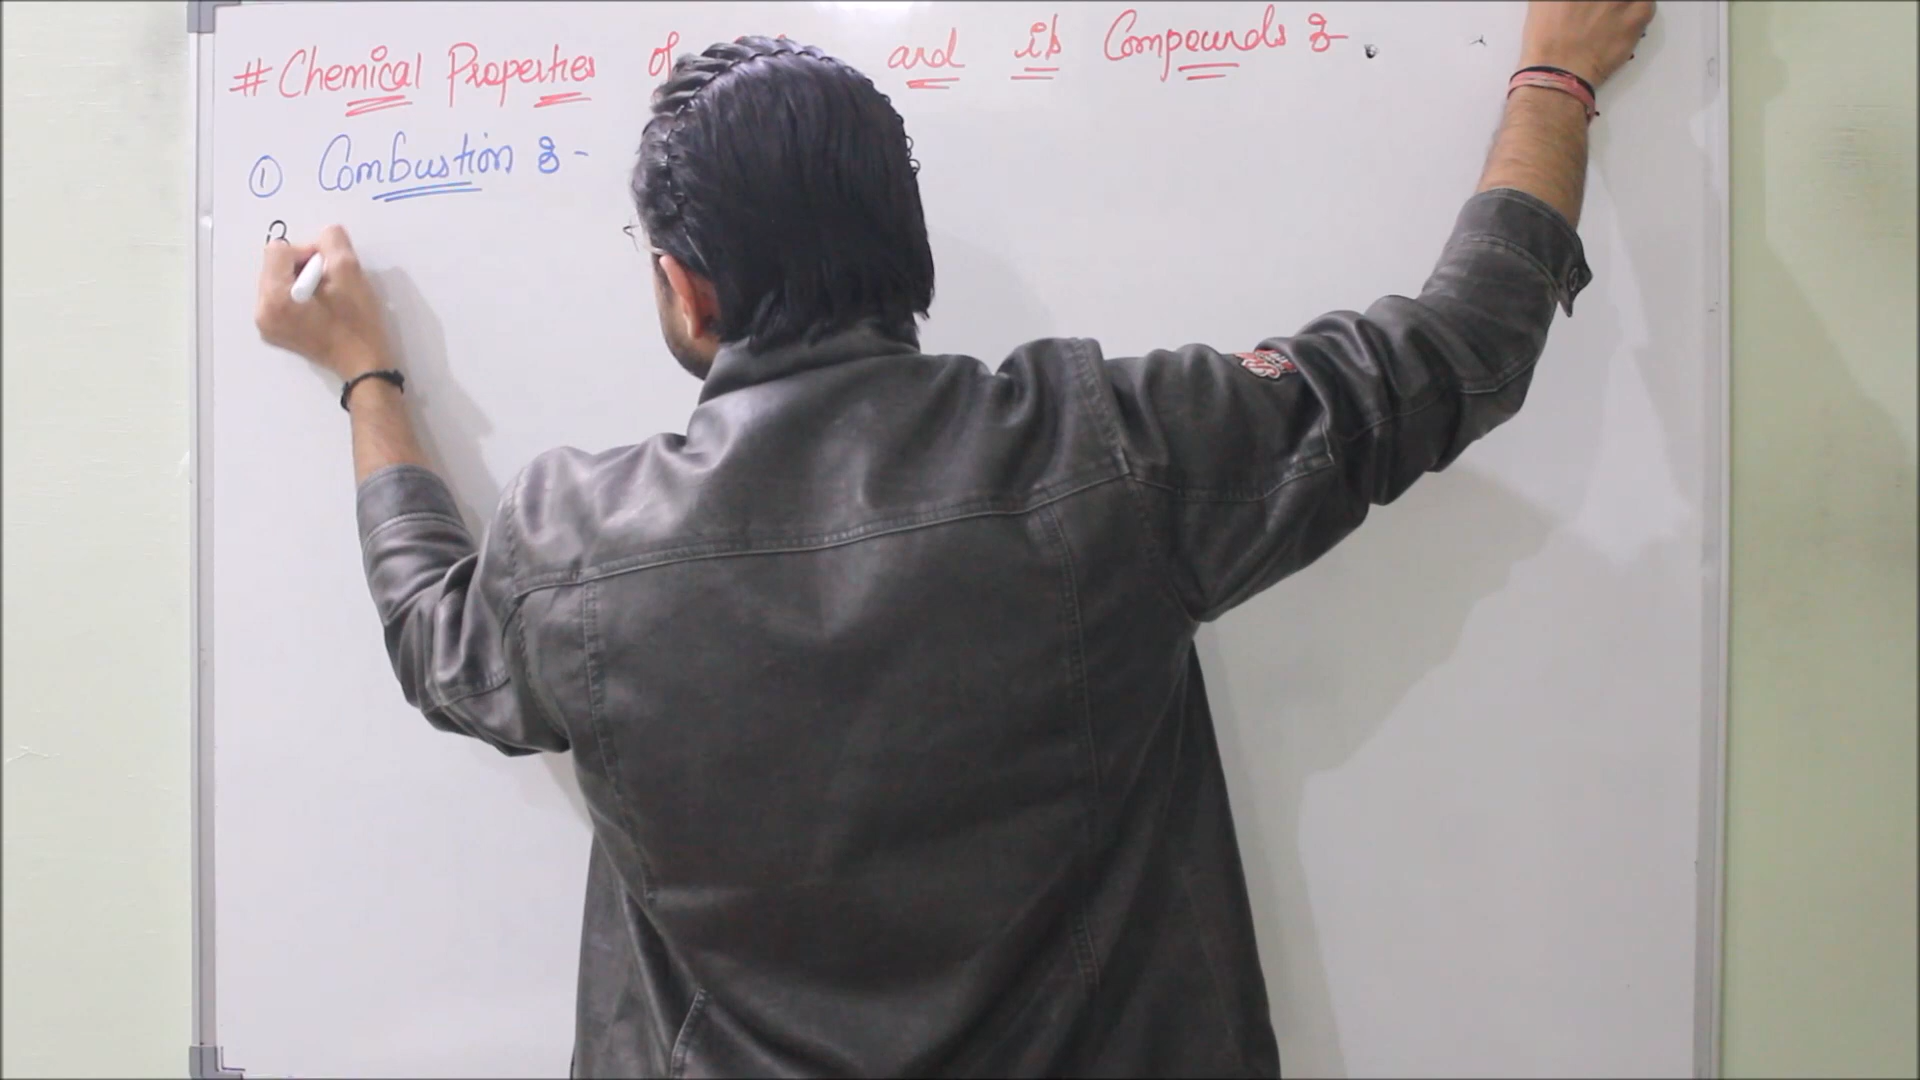 # Chemical Properties of and its Compounds :-
① Combustion :-
B